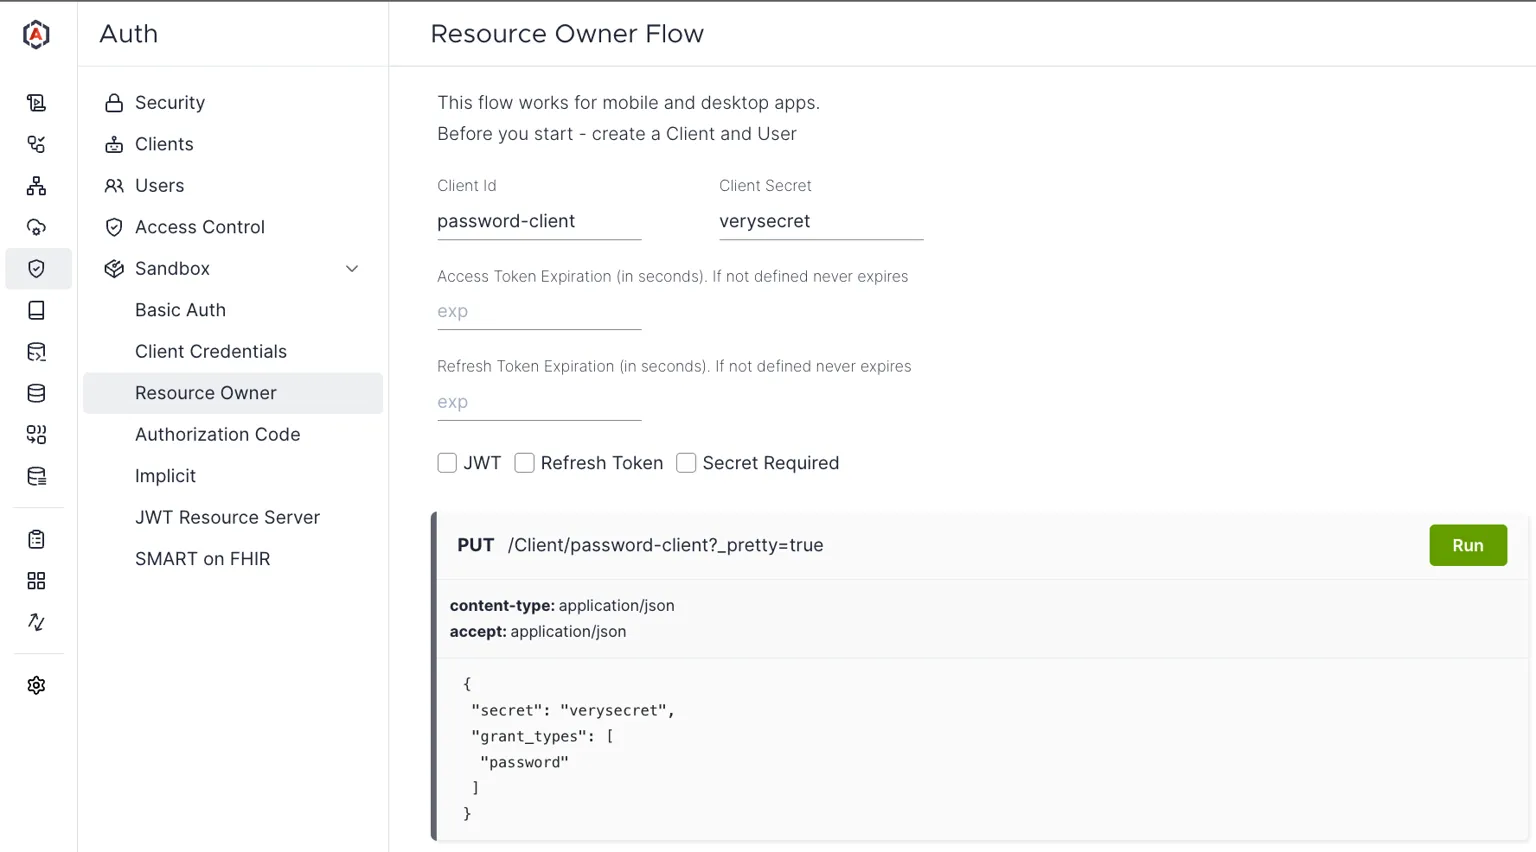 Auth
Resource Owner Flow
Security
Clients
Users
Access Control
Sandbox
Basic Auth
Client Credentials
Resource Owner
Authorization Code
Implicit
JWT Resource Server
SMART on FHIR
This flow works for mobile and desktop apps.
Before you start - create a Client and User
Client Id
Client Secret
password-client
verysecret
Access Token Expiration (in seconds). If not defined never expires
exp
Refresh Token Expiration (in seconds). If not defined never expires
exp
JWT
Refresh Token
Secret Required
PUT /Client/password-client?_pretty=true
Run
content-type: application/json
accept: application/json
{
"secret": "verysecret",
"grant_types": [
"password"
]
}